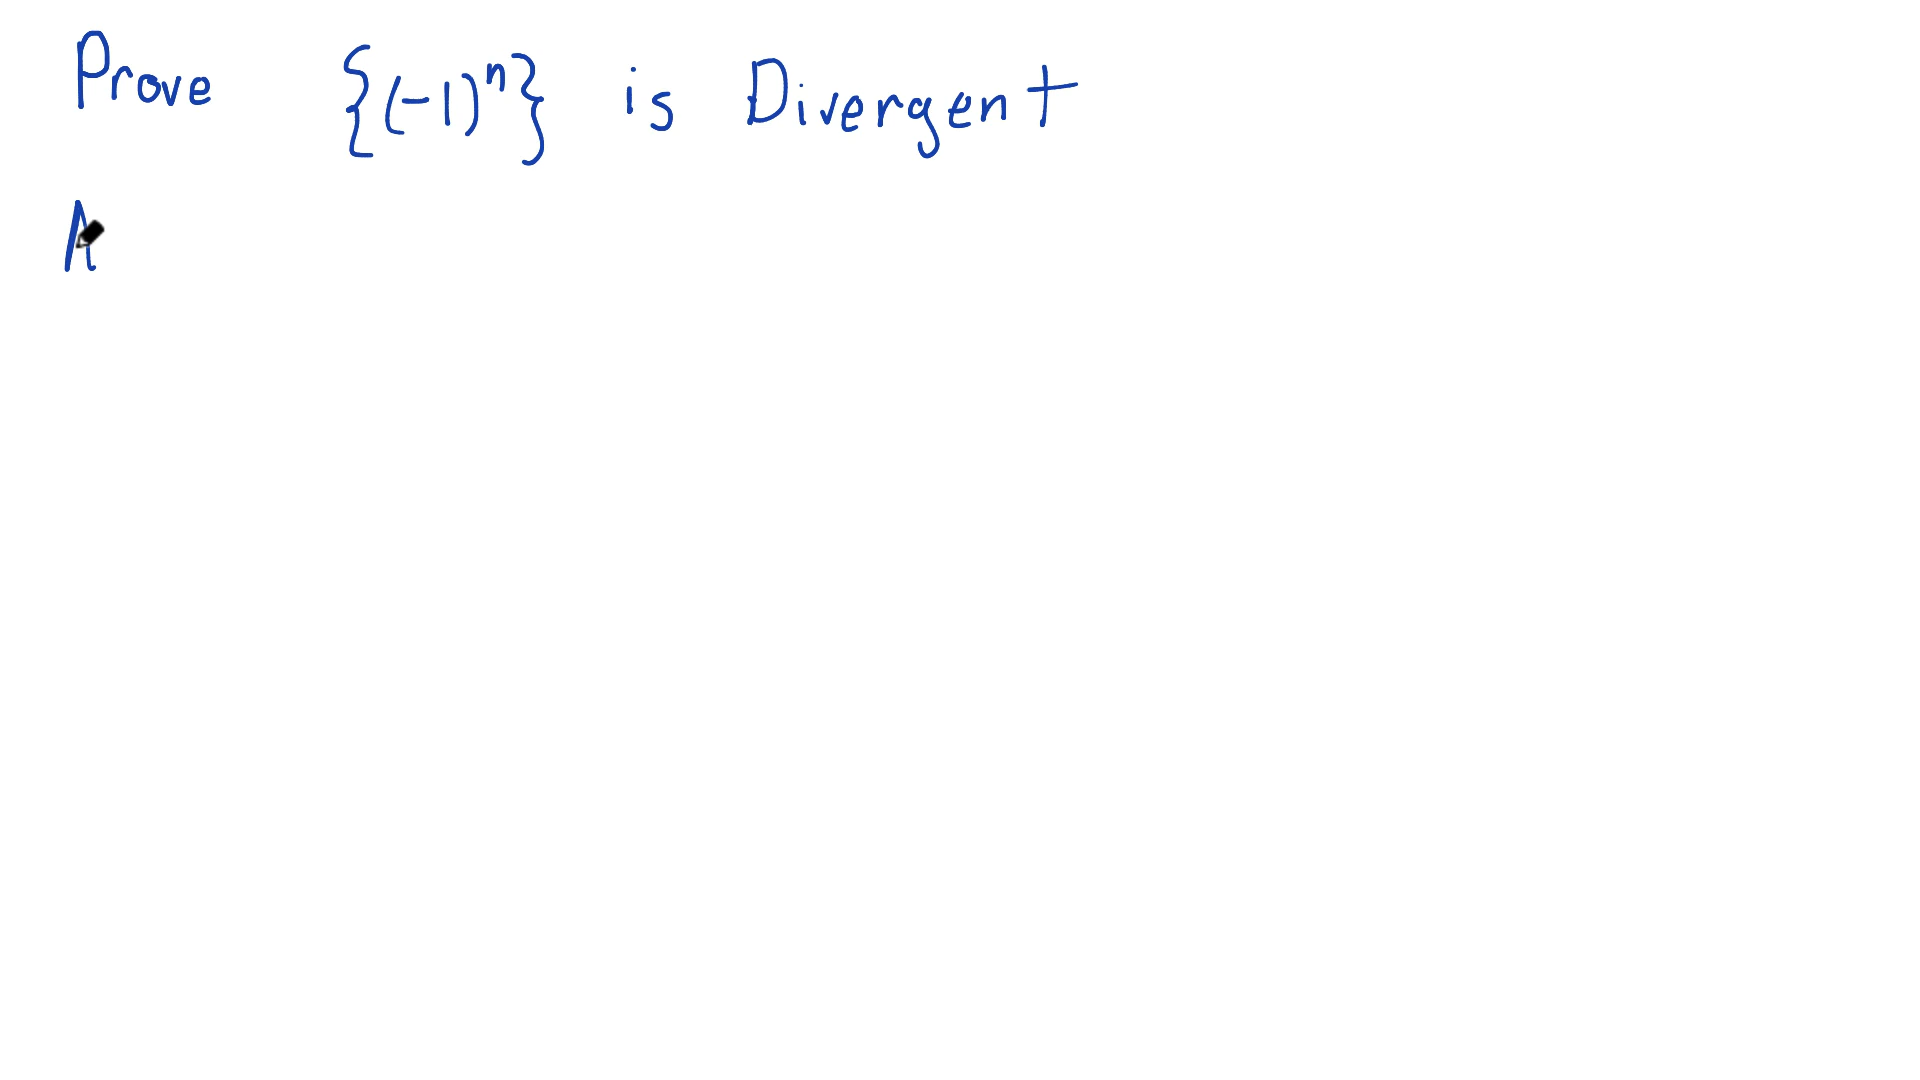 Prove {(-1)ⁿ} is Divergent
A